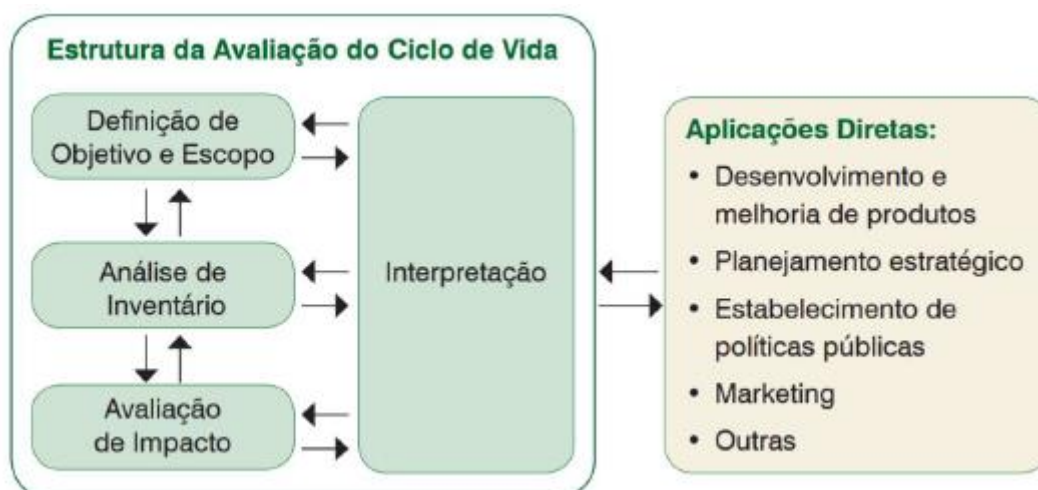 Estrutura da Avaliação do Ciclo de Vida
Definição de
Objetivo e Escopo
Análise de
Inventário
Avaliação
de Impacto
Interpretação
Aplicações Diretas:
• Desenvolvimento e
melhoria de produtos
• Planejamento estratégico
• Estabelecimento de
políticas públicas
• Marketing
• Outras